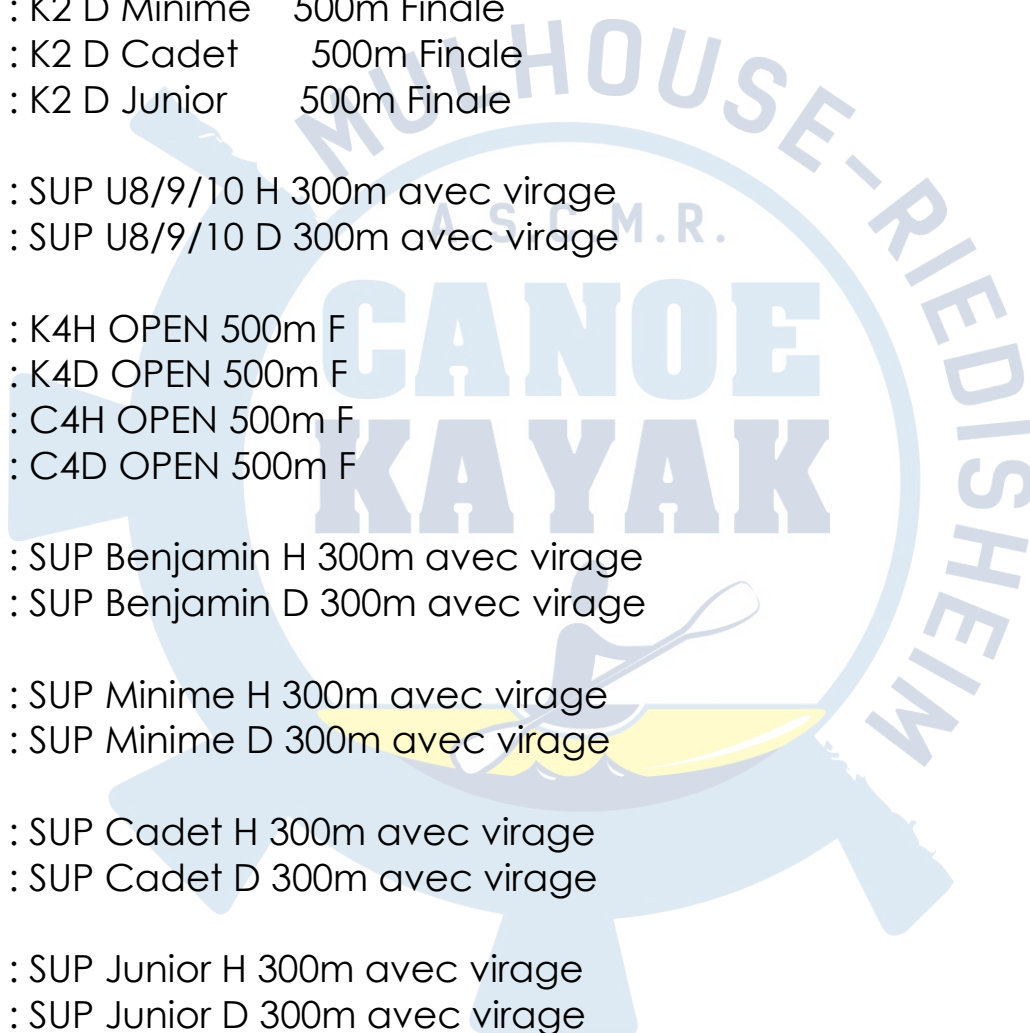 : K2 D Minime 500m Finale
: K2 D Cadet 500m Finale
: K2 D Junior 500m Finale
: SUP U8/9/10 H 300m avec virage
: SUP U8/9/10 D 300m avec virage
: K4H OPEN 500m F
: K4D OPEN 500m F
: C4H OPEN 500m F
: C4D OPEN 500m F
: SUP Benjamin H 300m avec virage
: SUP Benjamin D 300m avec virage
: SUP Minime H 300m avec virage
: SUP Minime D 300m avec virage
: SUP Cadet H 300m avec virage
: SUP Cadet D 300m avec virage
: SUP Junior H 300m avec virage
: SUP Junior D 300m avec virage
MULHOUSE-RIEDISHEIM
A.S.C.M.R.
CANOE
KAYAK